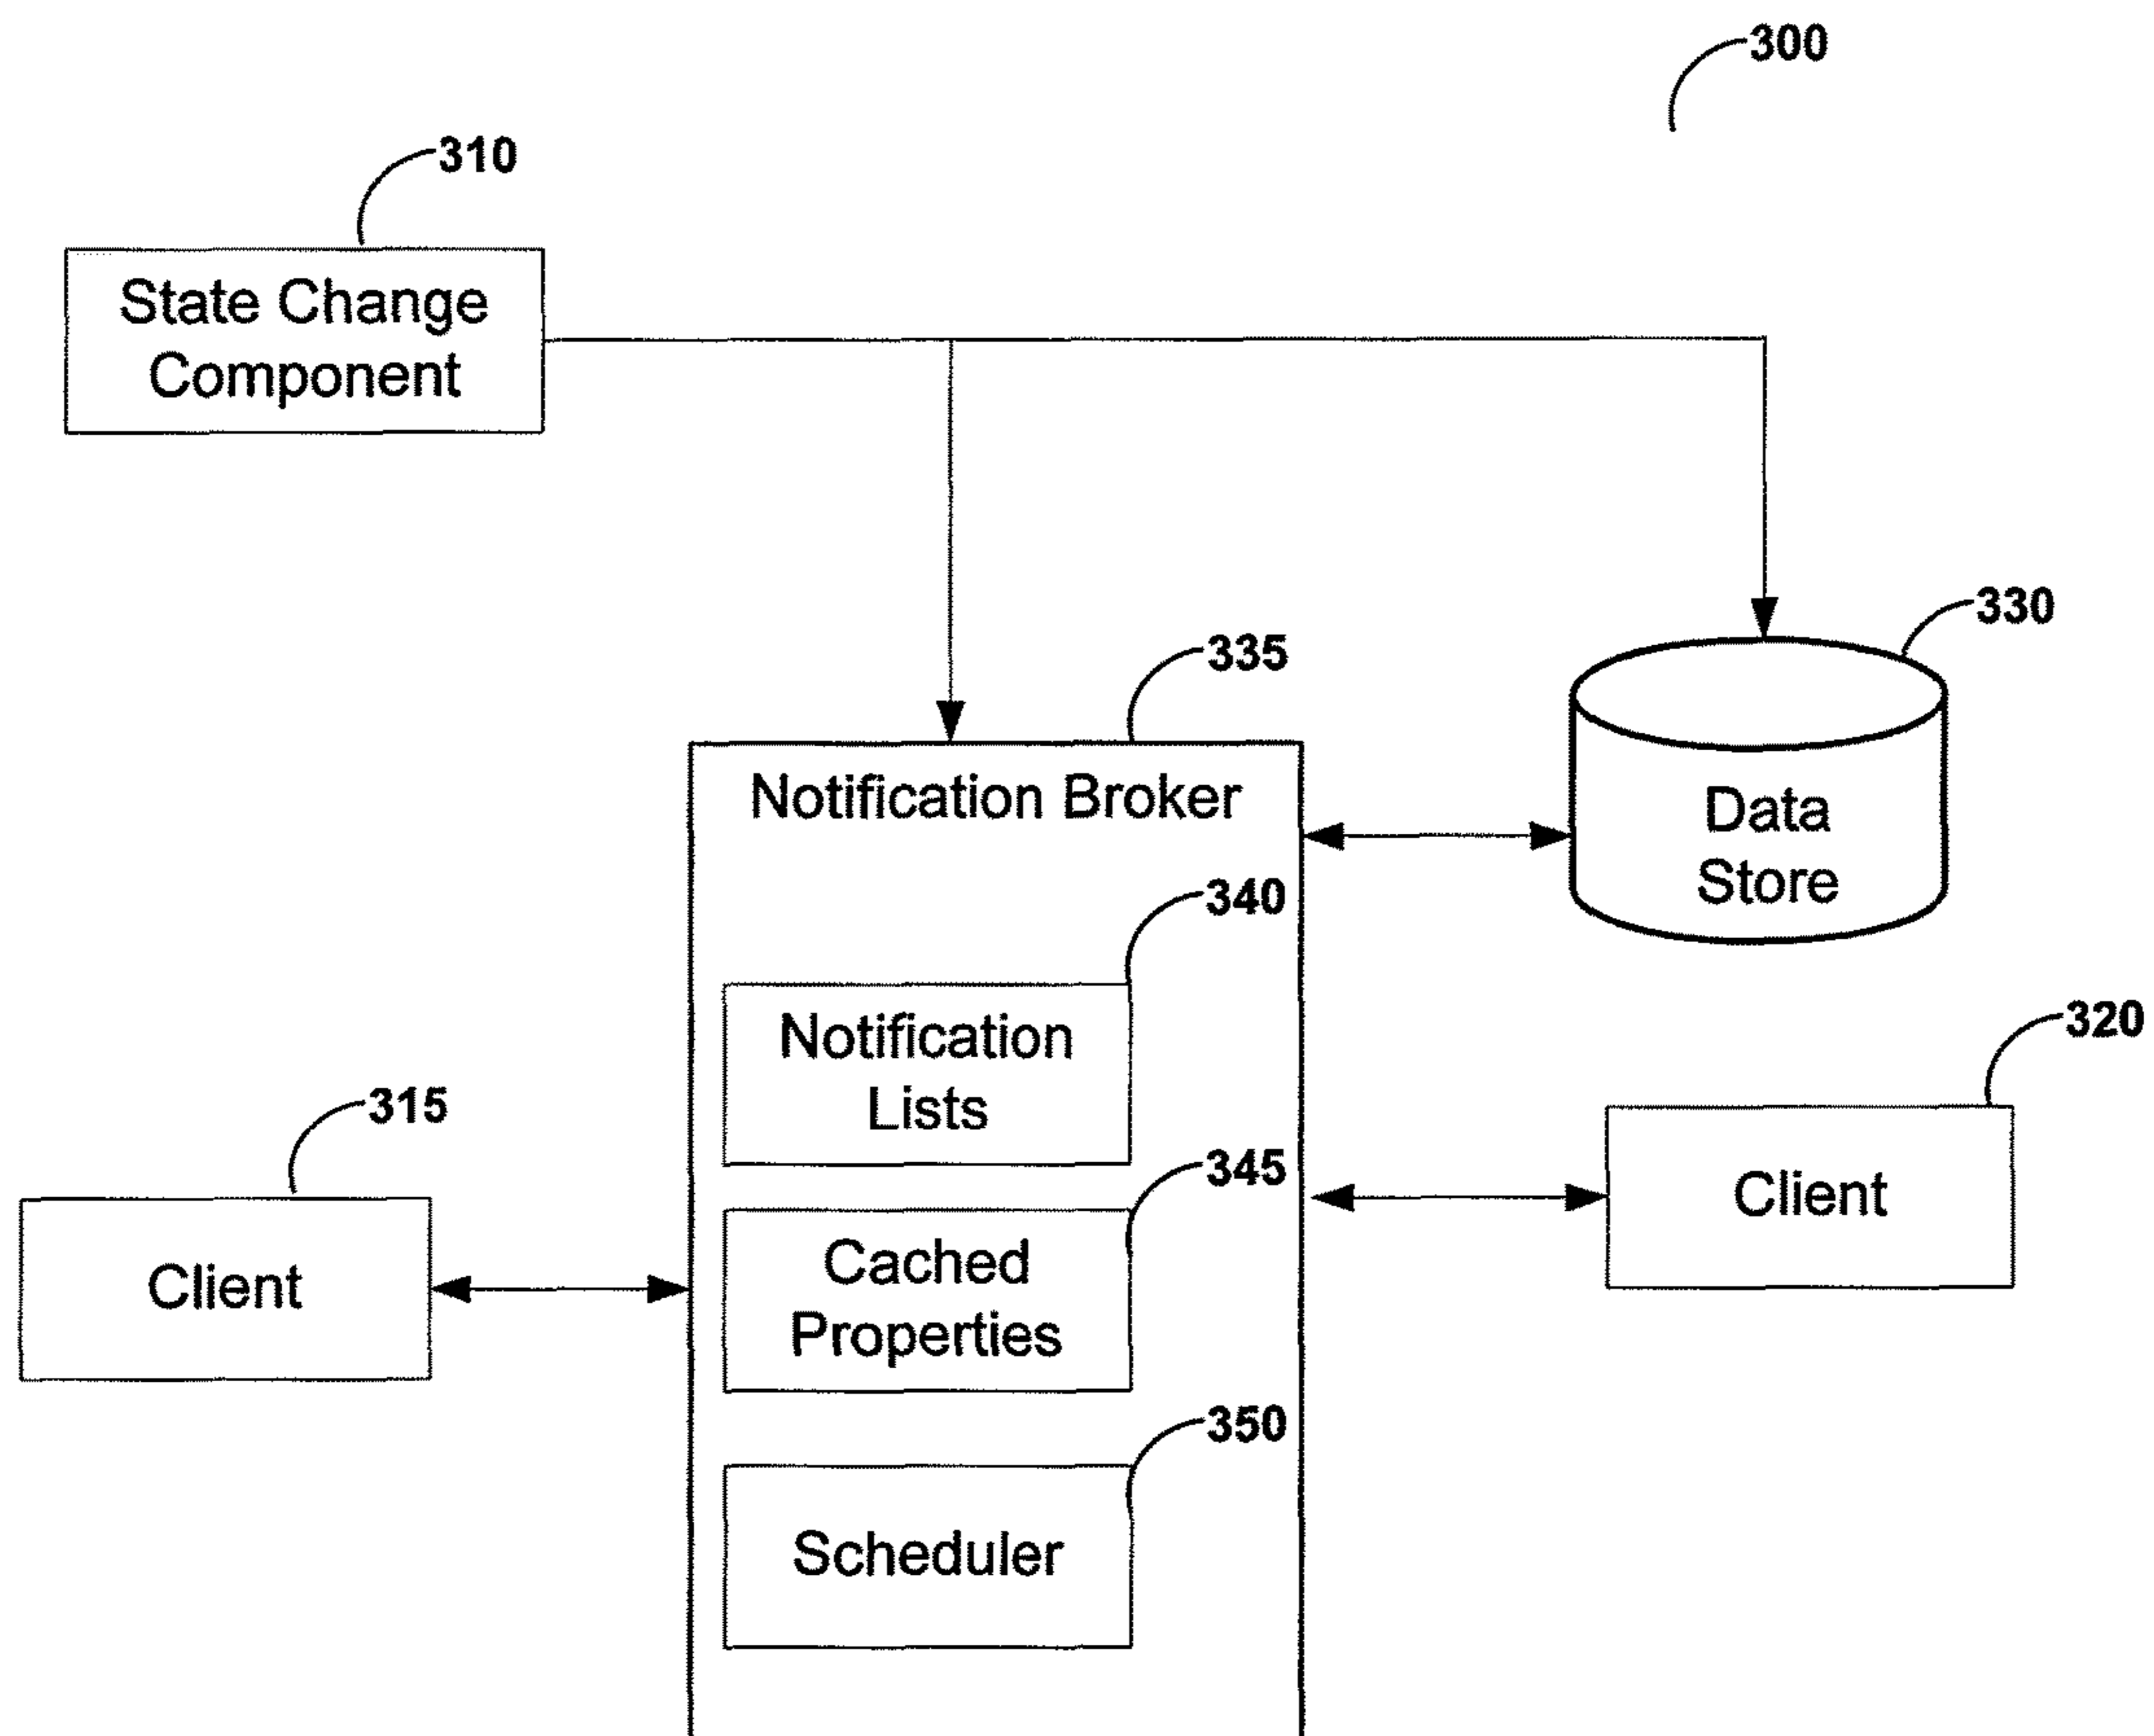 300
310
State Change
Component
330
335
Notification Broker
Data
Store
340
Notification
Lists
320
315
345
Client
Client
Cached
Properties
350
Scheduler